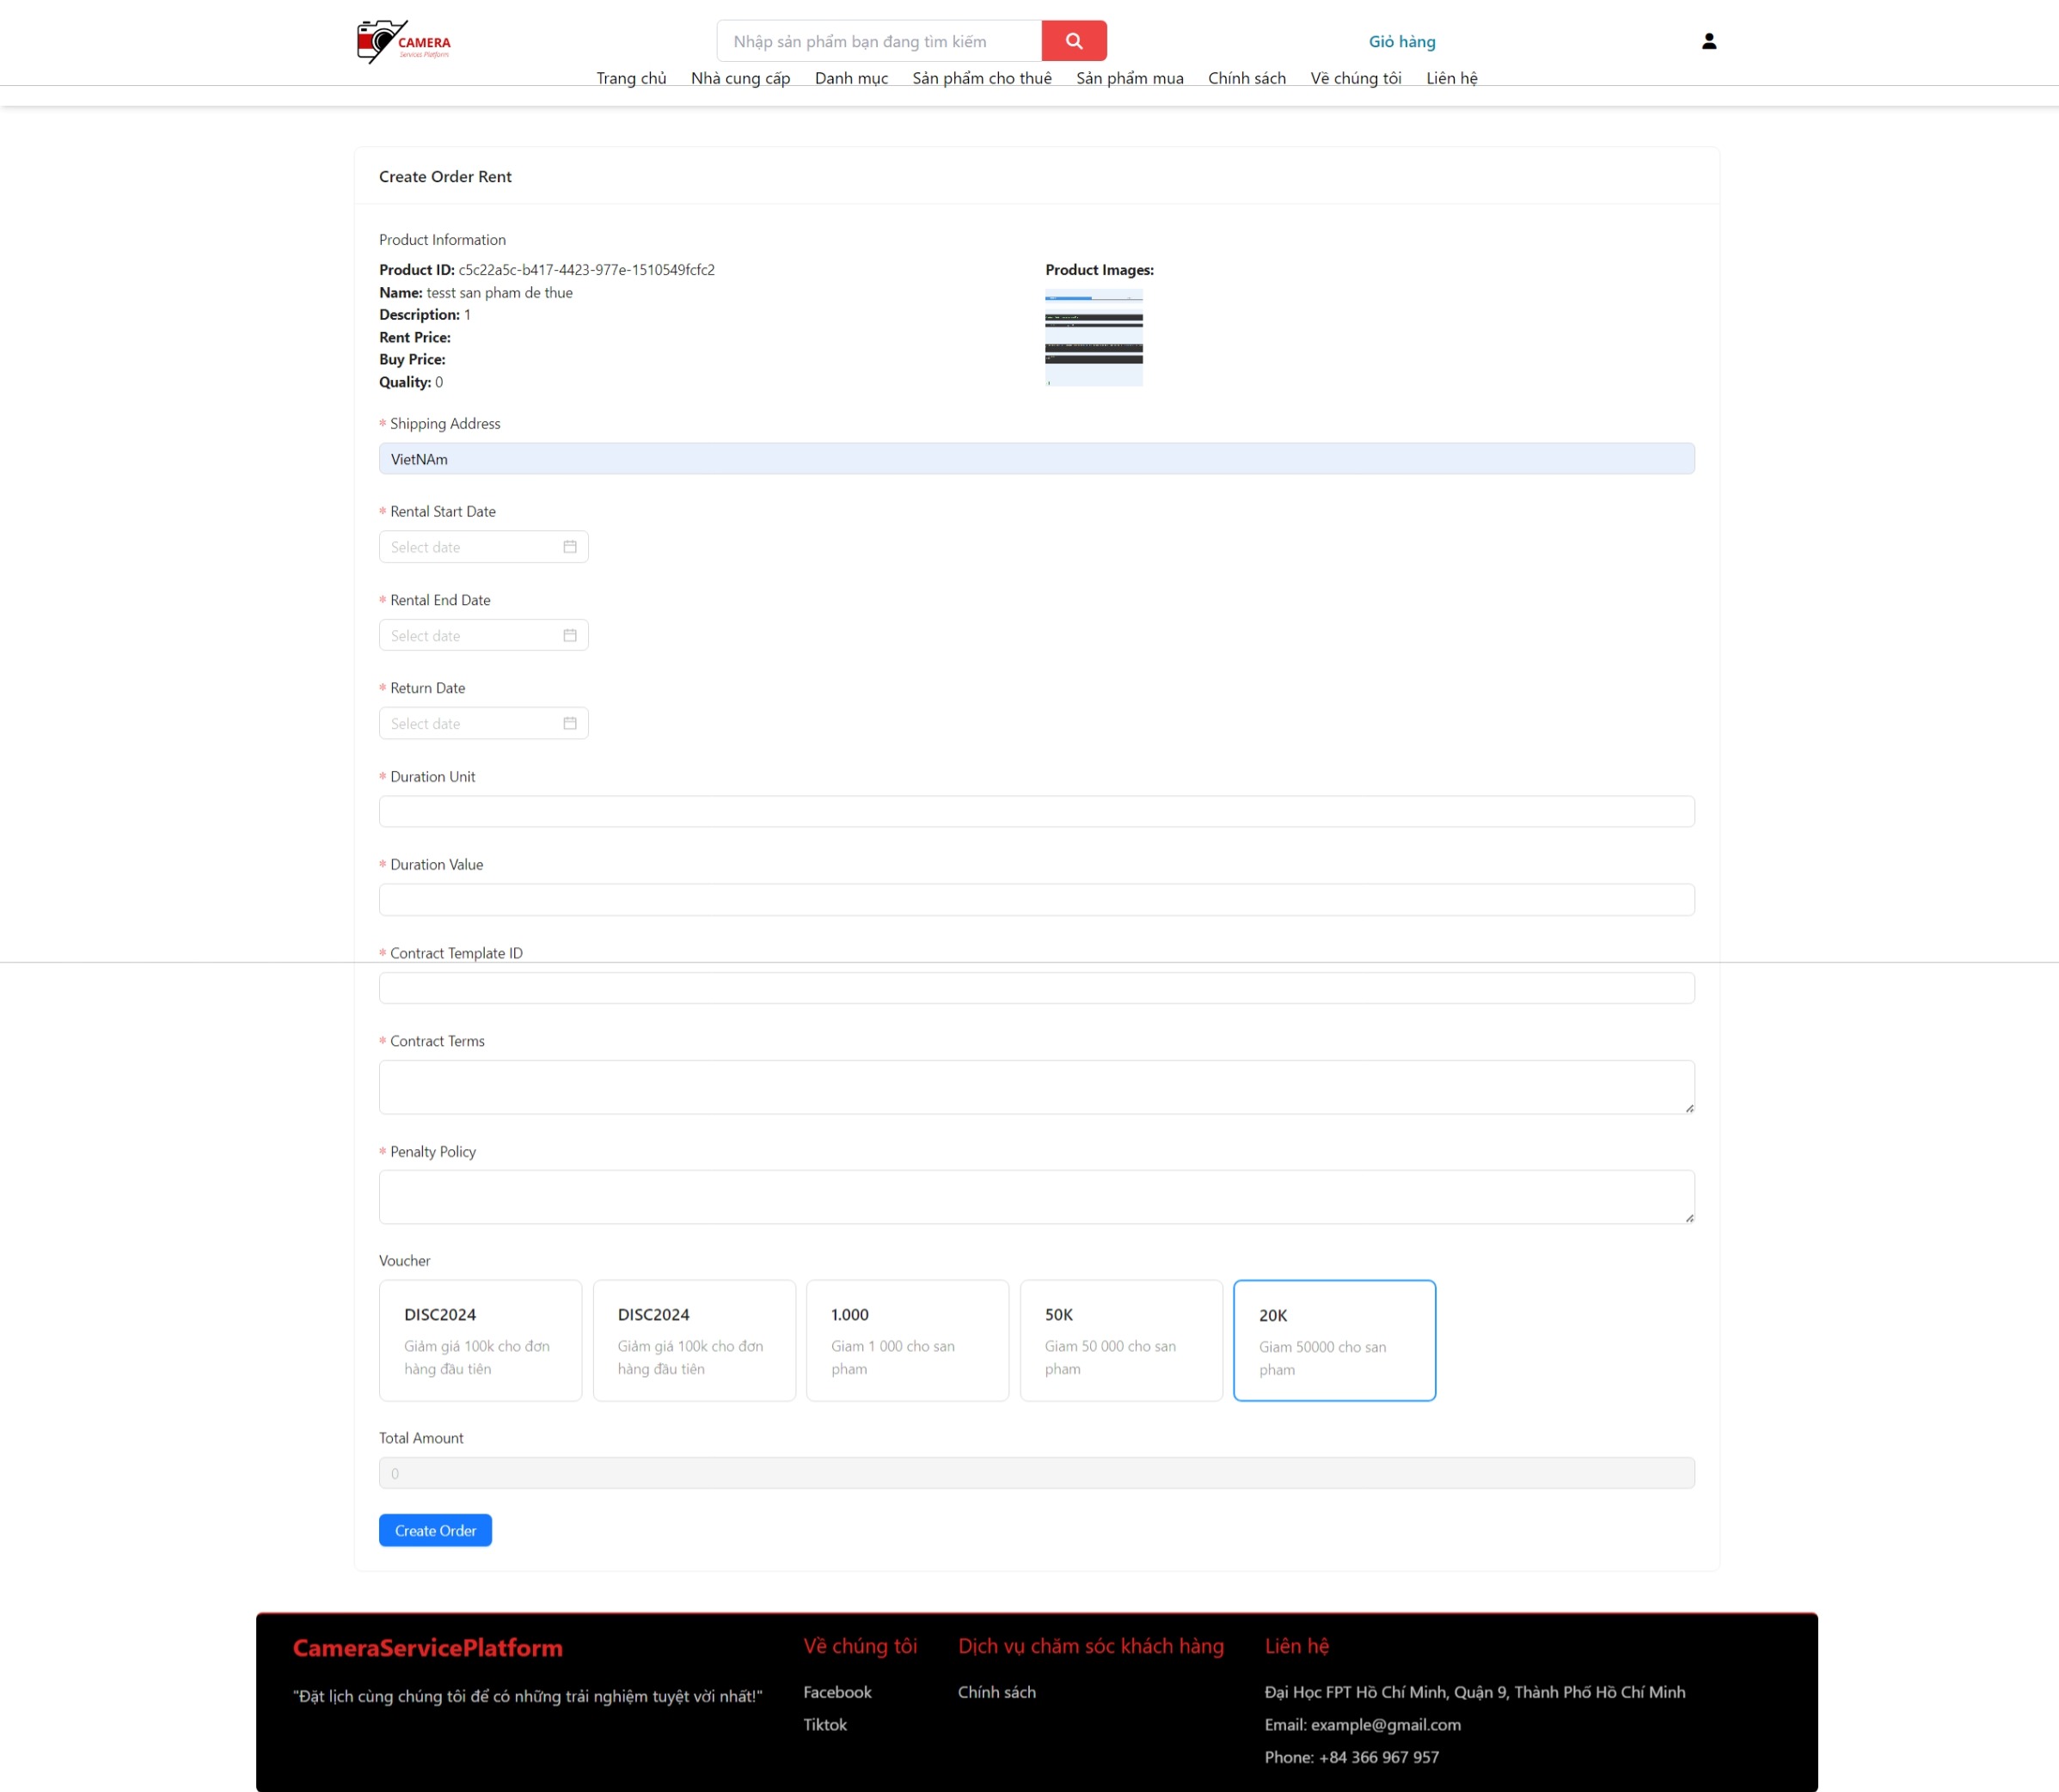 CAMERA
Services Platform
Nhập sản phẩm bạn đang tìm kiếm
Giỏ hàng
Trang chủ Nhà cung cấp Danh mục Sản phẩm cho thuê Sản phẩm mua Chính sách Về chúng tôi Liên hệ
Create Order Rent
Product Information
Product ID: c5c22a5c-b417-4423-977e-1510549fcfc2
Name: tesst san pham de thue
Description: 1
Rent Price:
Buy Price:
Quality: 0
Product Images:
* Shipping Address
VietNAm
* Rental Start Date
Select date
* Rental End Date
Select date
* Return Date
Select date
* Duration Unit
* Duration Value
* Contract Template ID
* Contract Terms
* Penalty Policy
Voucher
DISC2024
Giảm giá 100k cho đơn
hàng đầu tiên
DISC2024
Giảm giá 100k cho đơn
hàng đầu tiên
1.000
Giam 1 000 cho san
pham
50K
Giam 50 000 cho san
pham
20K
Giam 50000 cho san
pham
Total Amount
0
Create Order
CameraServicePlatform
"Đặt lịch cùng chúng tôi để có những trải nghiệm tuyệt vời nhất!"
Về chúng tôi
Facebook
Tiktok
Dịch vụ chăm sóc khách hàng
Chính sách
Liên hệ
Đại Học FPT Hồ Chí Minh, Quận 9, Thành Phố Hồ Chí Minh
Email: example@gmail.com
Phone: +84 366 967 957